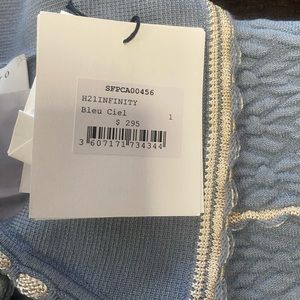 SFPCA00456
H21INFINITY
Bleu Ciel 1
$ 295
3 607171 734344